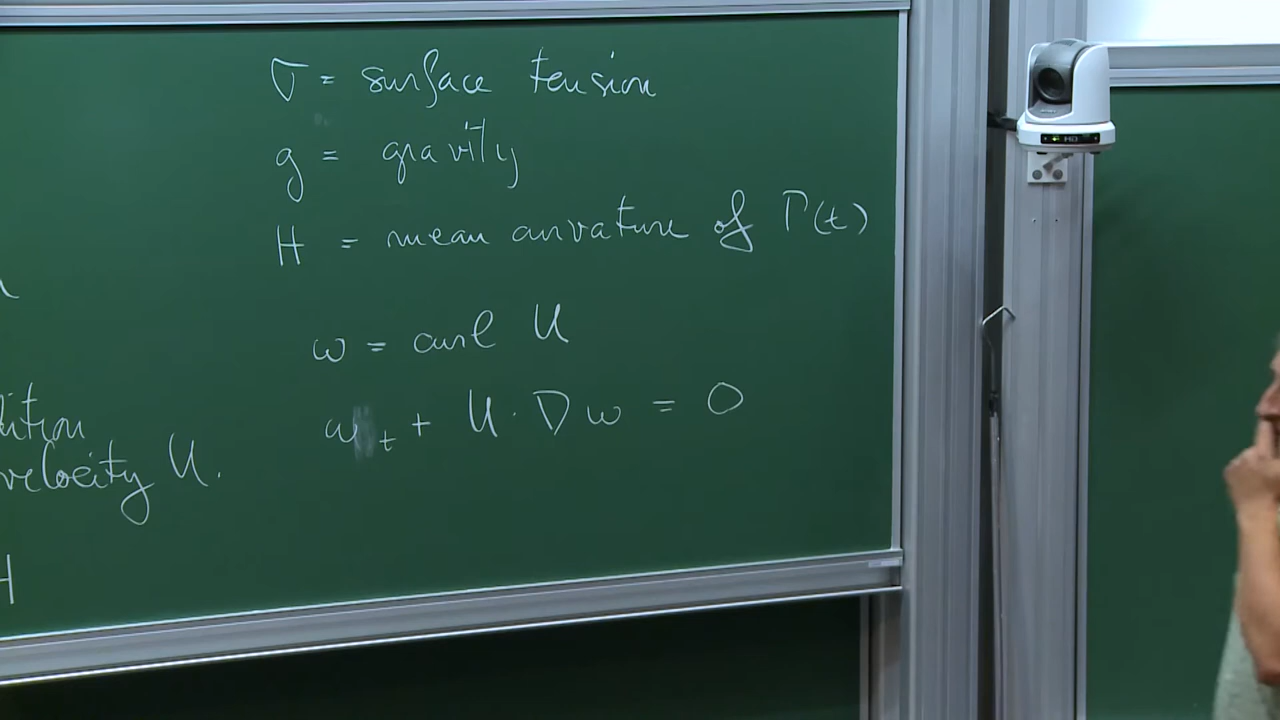 σ = surface tension
g = gravity
H = mean curvature of Γ(t)
ω = curl u
ω_t + u · ∇ω = 0
velocity u.
H